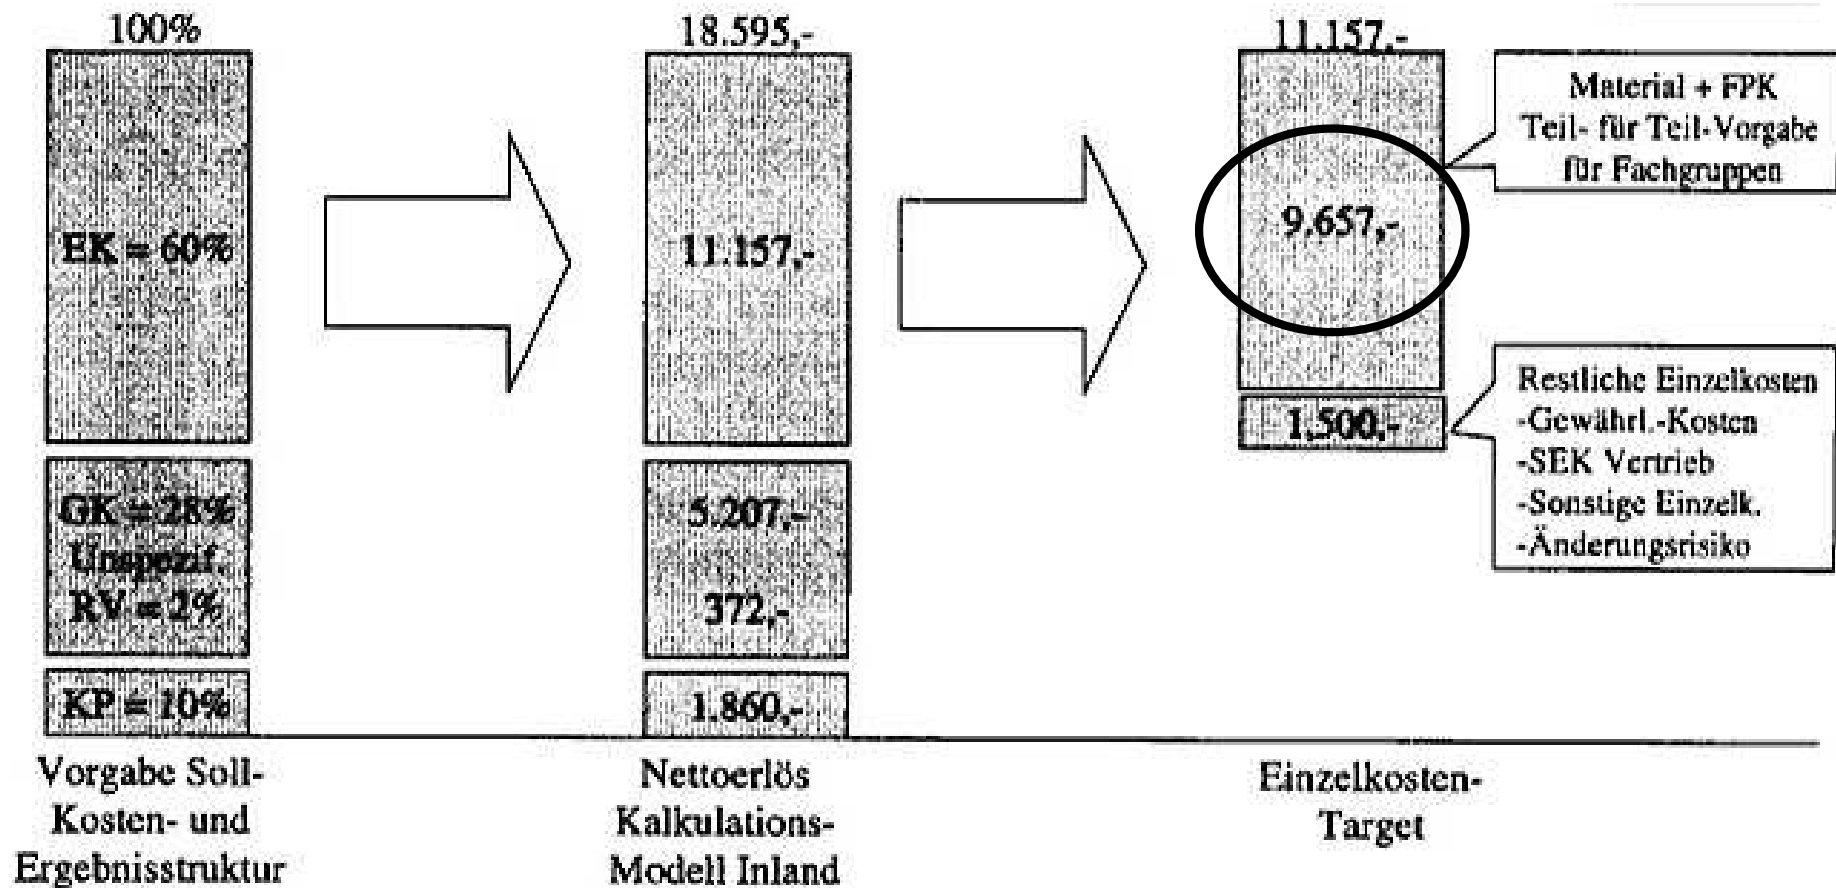 100%
EK = 60%
GK = 28%
Unspezif.
RV = 2%
KP = 10%
Vorgabe Soll-
Kosten- und
Ergebnisstruktur
18.595,-
11.157,-
5.207,-
372,-
1.860,-
Nettoerlös
Kalkulations-
Modell Inland
11.157,-
9.657,-
1.500,-
Einzelkosten-
Target
Material + FPK
Teil- für Teil-Vorgabe
für Fachgruppen
Restliche Einzelkosten
-Gewährl.-Kosten
-SEK Vertrieb
-Sonstige Einzelk.
-Änderungsrisiko